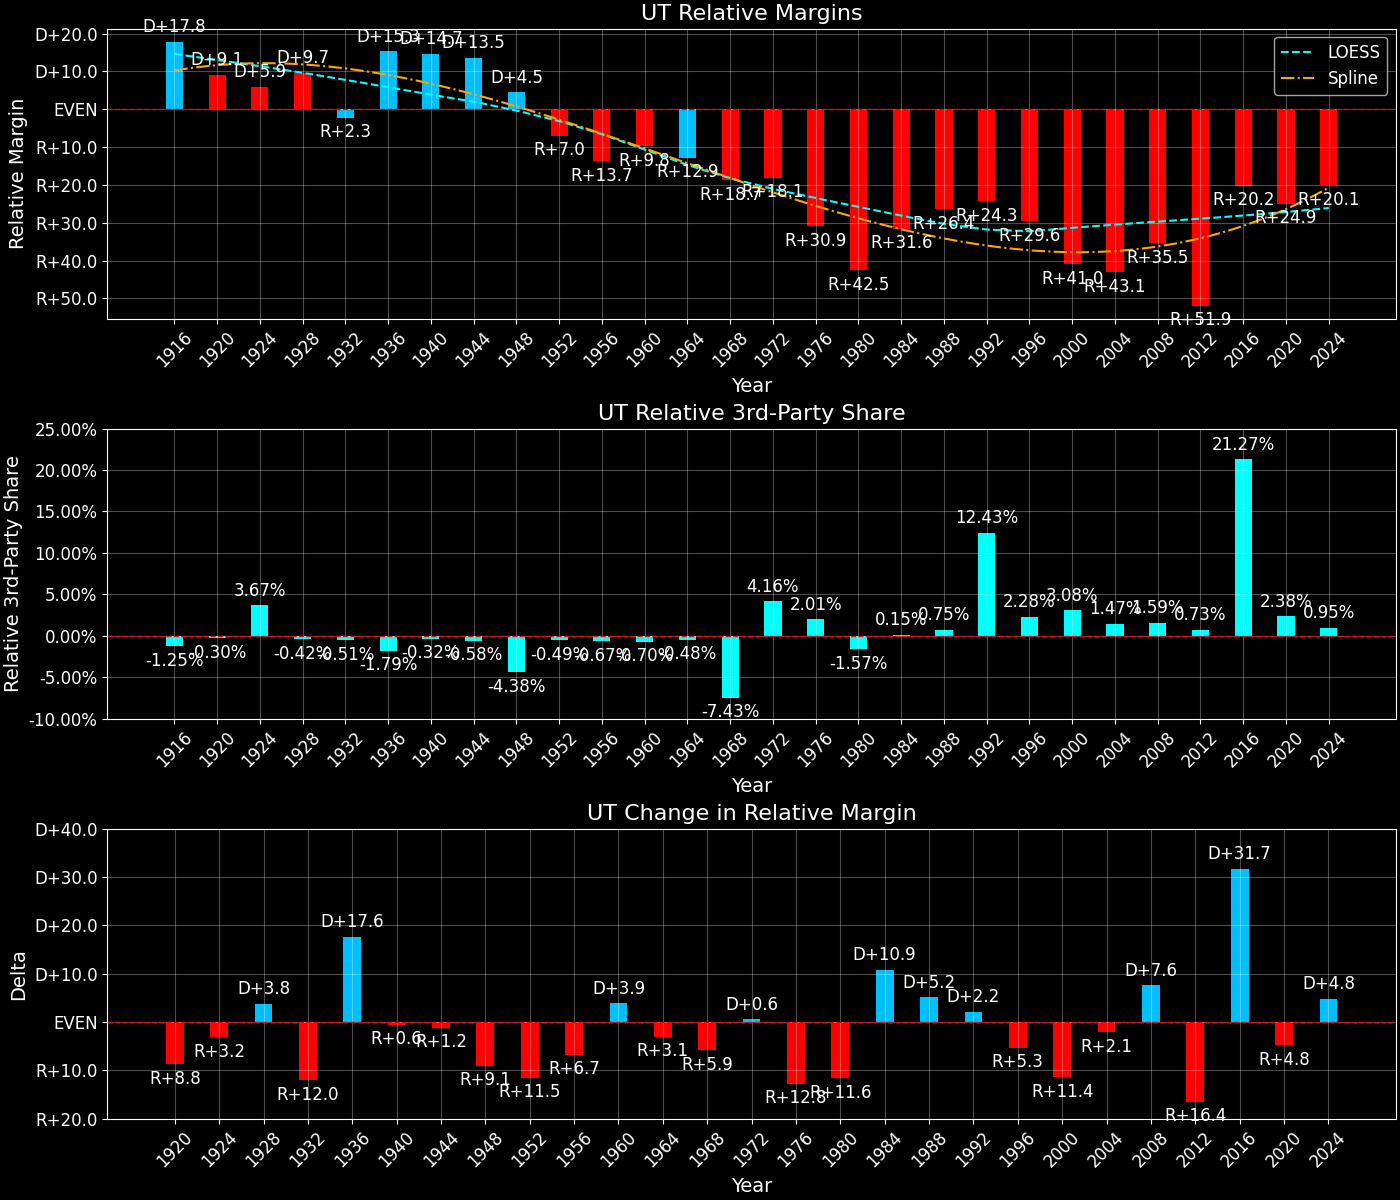 UT Relative Margins
Relative Margin
D+20.0
D+10.0
EVEN
R+10.0
R+20.0
R+30.0
R+40.0
R+50.0
LOESS
Spline
D+17.8
D+9.1
D+5.9
D+9.7
R+2.3
D+15.3
D+14.7
D+13.5
D+4.5
R+7.0
R+13.7
R+9.8
R+12.9
R+18.7
R+18.1
R+30.9
R+42.5
R+31.6
R+26.4
R+24.3
R+29.6
R+41.0
R+43.1
R+35.5
R+51.9
R+20.2
R+24.9
R+20.1
1916 1920 1924 1928 1932 1936 1940 1944 1948 1952 1956 1960 1964 1968 1972 1976 1980 1984 1988 1992 1996 2000 2004 2008 2012 2016 2020 2024
Year
UT Relative 3rd-Party Share
Relative 3rd-Party Share
25.00%
20.00%
15.00%
10.00%
5.00%
0.00%
-5.00%
-10.00%
-1.25%
-0.30%
3.67%
-0.42%
-0.51%
-1.79%
-0.32%
-0.58%
-4.38%
-0.49%
-0.67%
-0.70%
-0.48%
-7.43%
4.16%
2.01%
-1.57%
0.15%
0.75%
12.43%
2.28%
3.08%
1.47%
1.59%
0.73%
21.27%
2.38%
0.95%
1916 1920 1924 1928 1932 1936 1940 1944 1948 1952 1956 1960 1964 1968 1972 1976 1980 1984 1988 1992 1996 2000 2004 2008 2012 2016 2020 2024
Year
UT Change in Relative Margin
Delta
D+40.0
D+30.0
D+20.0
D+10.0
EVEN
R+10.0
R+20.0
R+8.8
R+3.2
D+3.8
R+12.0
D+17.6
R+0.6
R+1.2
R+9.1
R+11.5
R+6.7
D+3.9
R+3.1
R+5.9
D+0.6
R+12.8
R+11.6
D+10.9
D+5.2
D+2.2
R+5.3
R+11.4
R+2.1
D+7.6
R+16.4
D+31.7
R+4.8
D+4.8
1920 1924 1928 1932 1936 1940 1944 1948 1952 1956 1960 1964 1968 1972 1976 1980 1984 1988 1992 1996 2000 2004 2008 2012 2016 2020 2024
Year